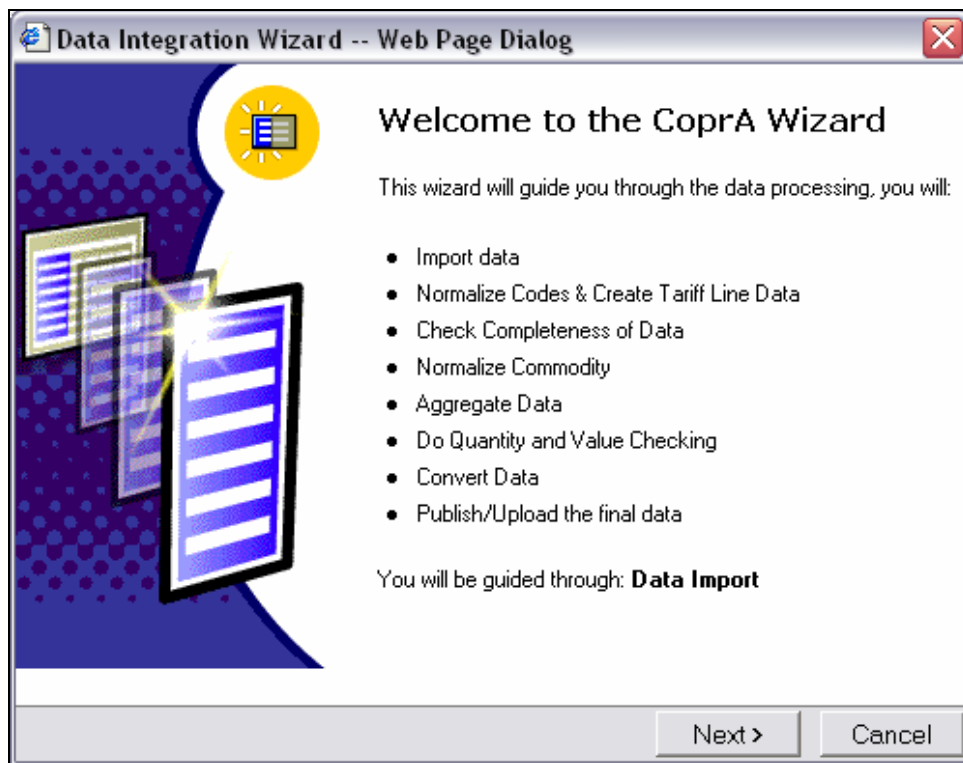 Data Integration Wizard -- Web Page Dialog
Welcome to the CoprA Wizard
This wizard will guide you through the data processing, you will:
● Import data
● Normalize Codes & Create Tariff Line Data
● Check Completeness of Data
● Normalize Commodity
● Aggregate Data
● Do Quantity and Value Checking
● Convert Data
● Publish/Upload the final data
You will be guided through: Data Import
Next >
Cancel